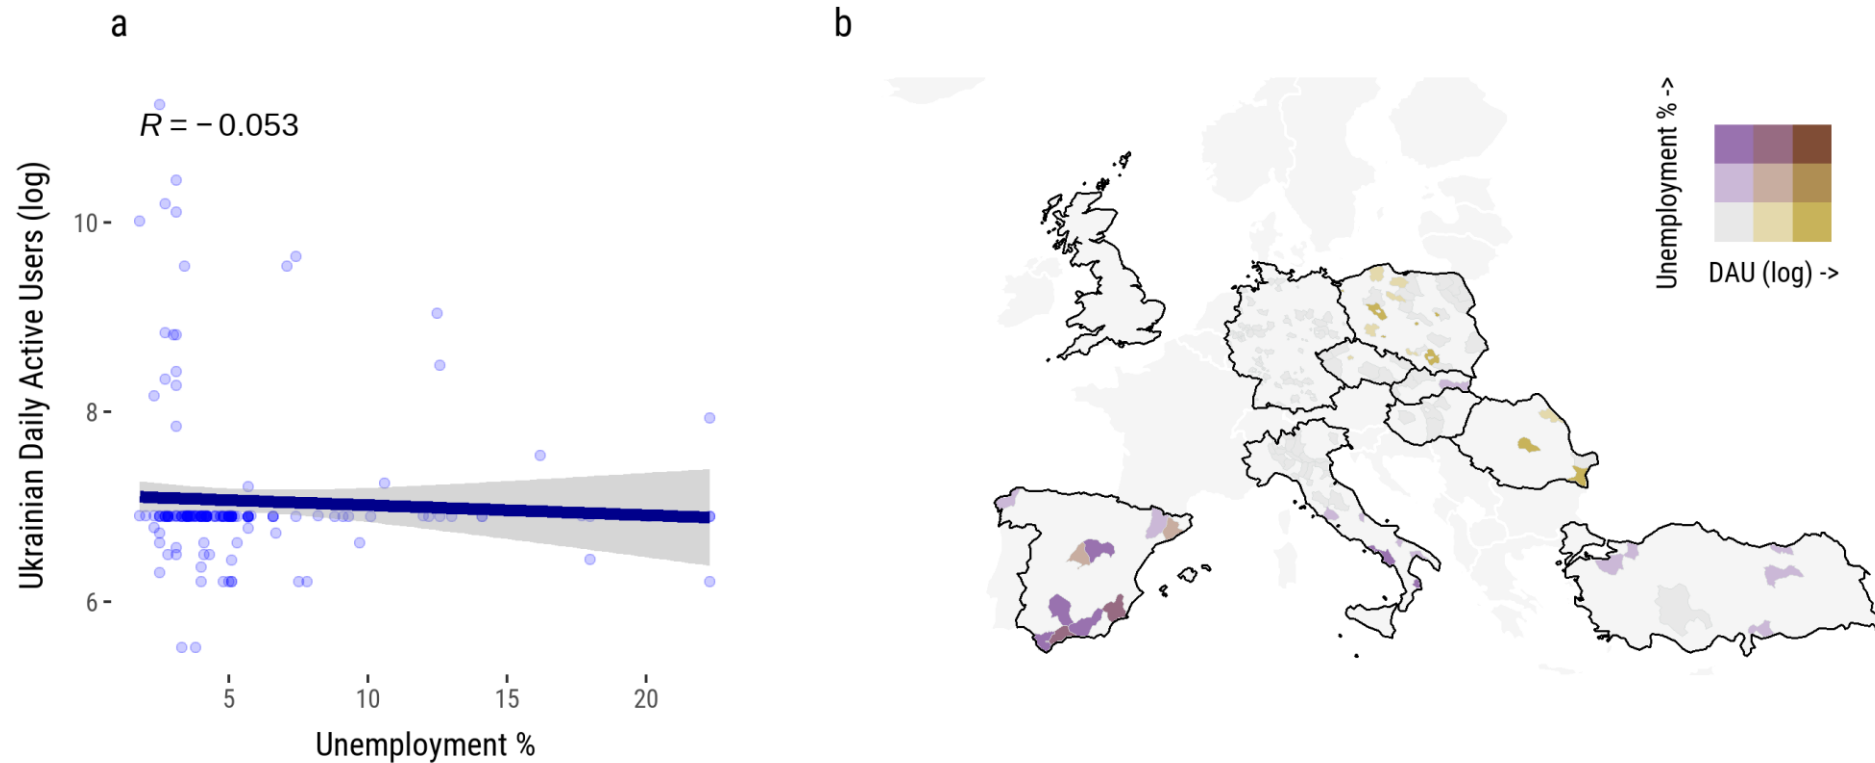 a
R = − 0.053
Ukrainian Daily Active Users (log)
10
8
6
5 10 15 20
Unemployment %
b
Unemployment % ->
DAU (log) ->